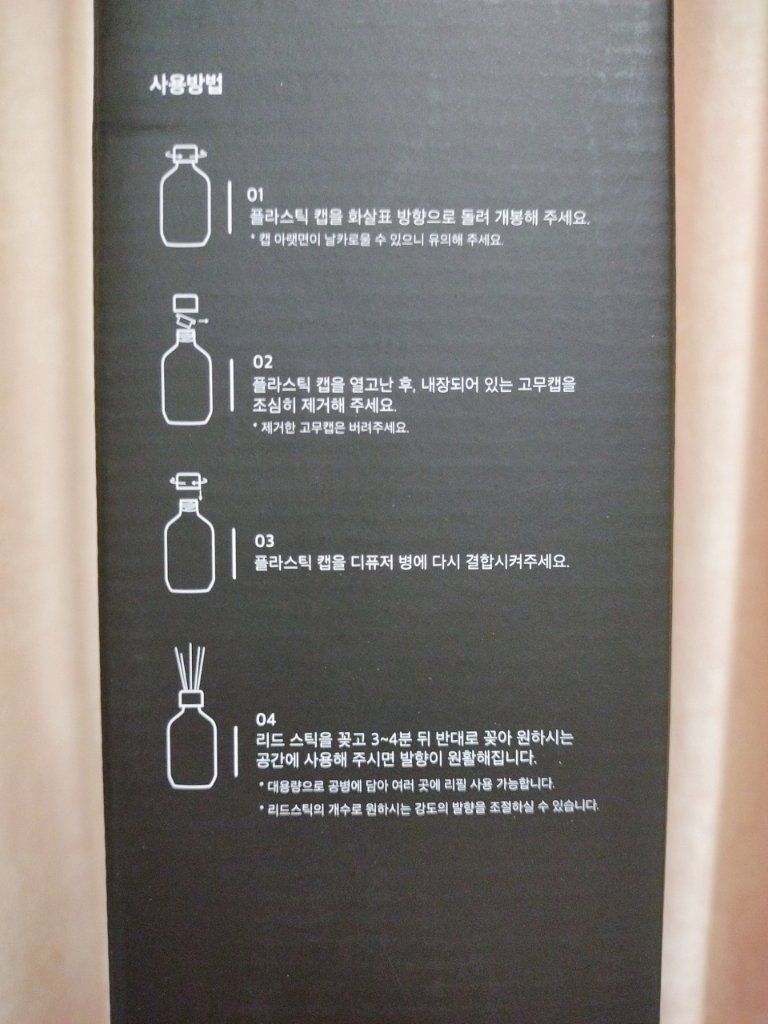 사용방법
01
플라스틱 캡을 화살표 방향으로 돌려 개봉해 주세요.
* 캡 아랫면이 날카로울 수 있으니 유의해 주세요.
02
플라스틱 캡을 열고난 후, 내장되어 있는 고무캡을
조심히 제거해 주세요.
* 제거한 고무캡은 버려주세요.
03
플라스틱 캡을 디퓨저 병에 다시 결합시켜주세요.
04
리드 스틱을 꽂고 3~4분 뒤 반대로 꽂아 원하시는
공간에 사용해 주시면 발향이 원활해집니다.
* 대용량으로 공병에 담아 여러 곳에 리필 사용 가능합니다.
* 리드스틱의 개수로 원하시는 강도의 발향을 조절하실 수 있습니다.